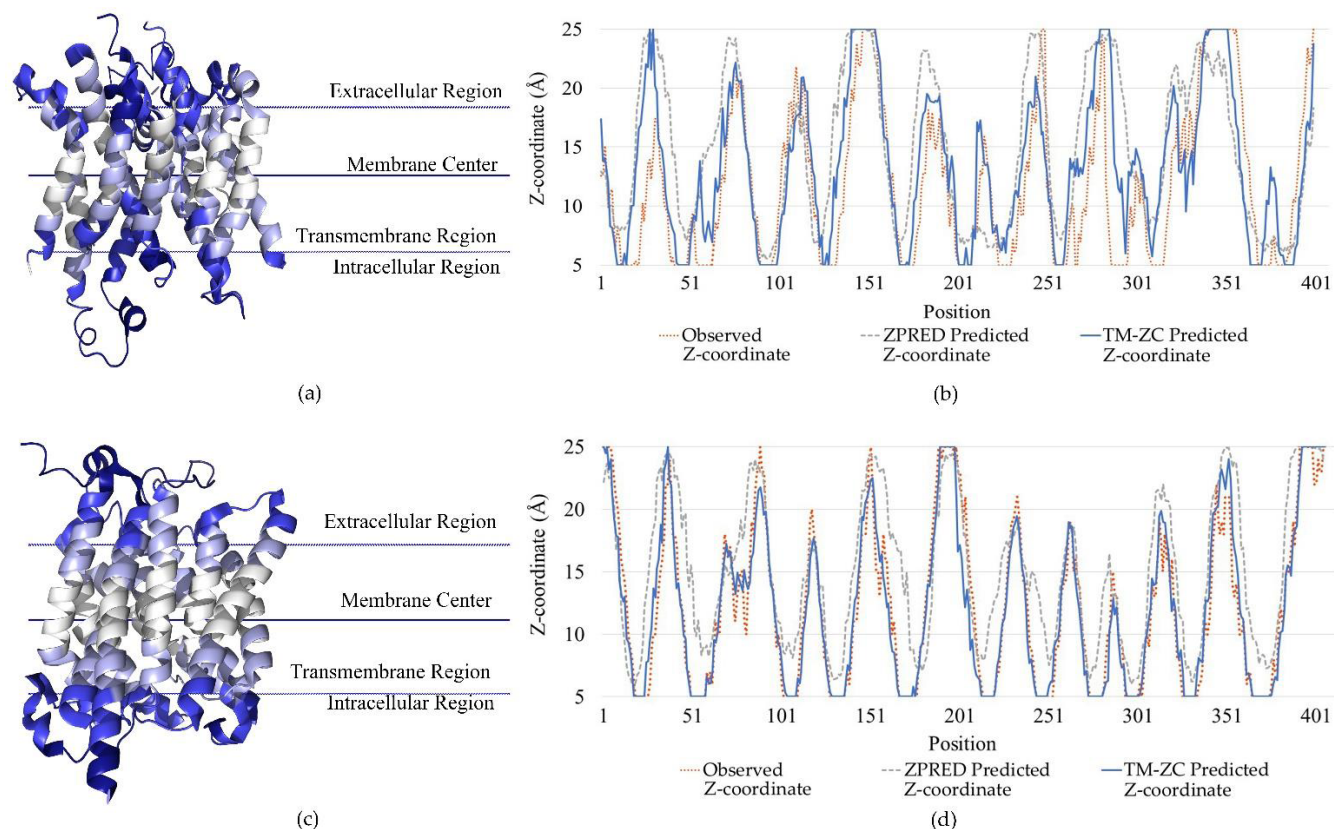 Extracellular Region
Membrane Center
Transmembrane Region
Intracellular Region
(a)
25
20
15
10
5
Z-coordinate (Å)
1 51 101 151 201 251 301 351 401
Position
Observed Z-coordinate
ZPRED Predicted Z-coordinate
TM-ZC Predicted Z-coordinate
(b)
Extracellular Region
Membrane Center
Transmembrane Region
Intracellular Region
(c)
25
20
15
10
5
Z-coordinate (Å)
1 51 101 151 201 251 301 351 401
Position
Observed Z-coordinate
ZPRED Predicted Z-coordinate
TM-ZC Predicted Z-coordinate
(d)